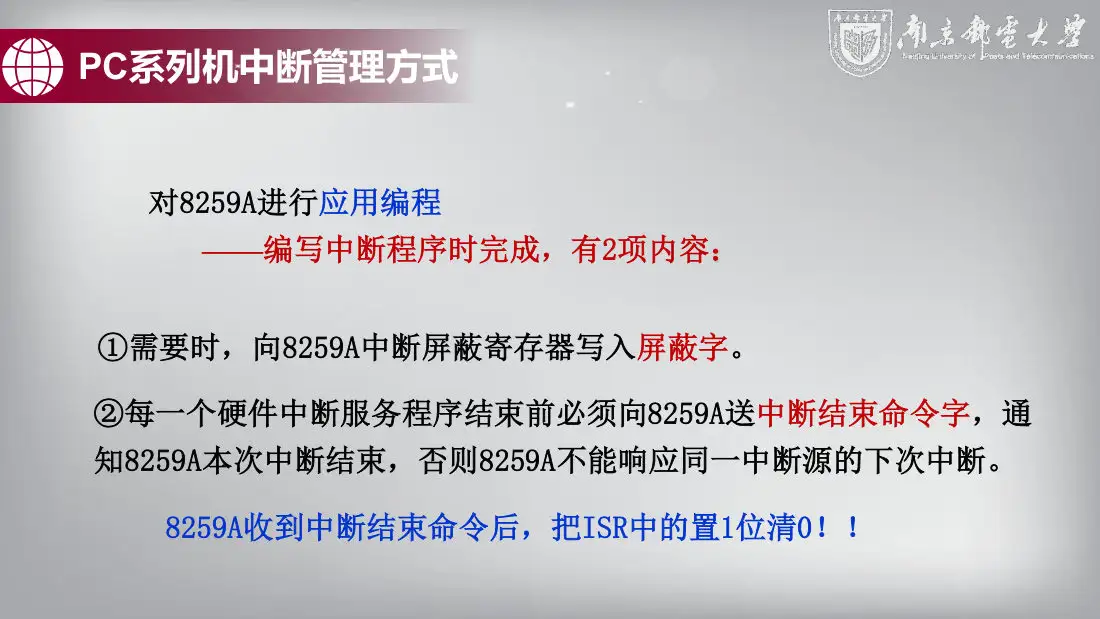 PC系列机中断管理方式
南京邮电大学
Nanjing University of Posts and Telecommunications
对8259A进行应用编程
——编写中断程序时完成，有2项内容：
①需要时，向8259A中断屏蔽寄存器写入屏蔽字。
②每一个硬件中断服务程序结束前必须向8259A送中断结束命令字，通
知8259A本次中断结束，否则8259A不能响应同一中断源的下次中断。
8259A收到中断结束命令后，把ISR中的置1位清0！！